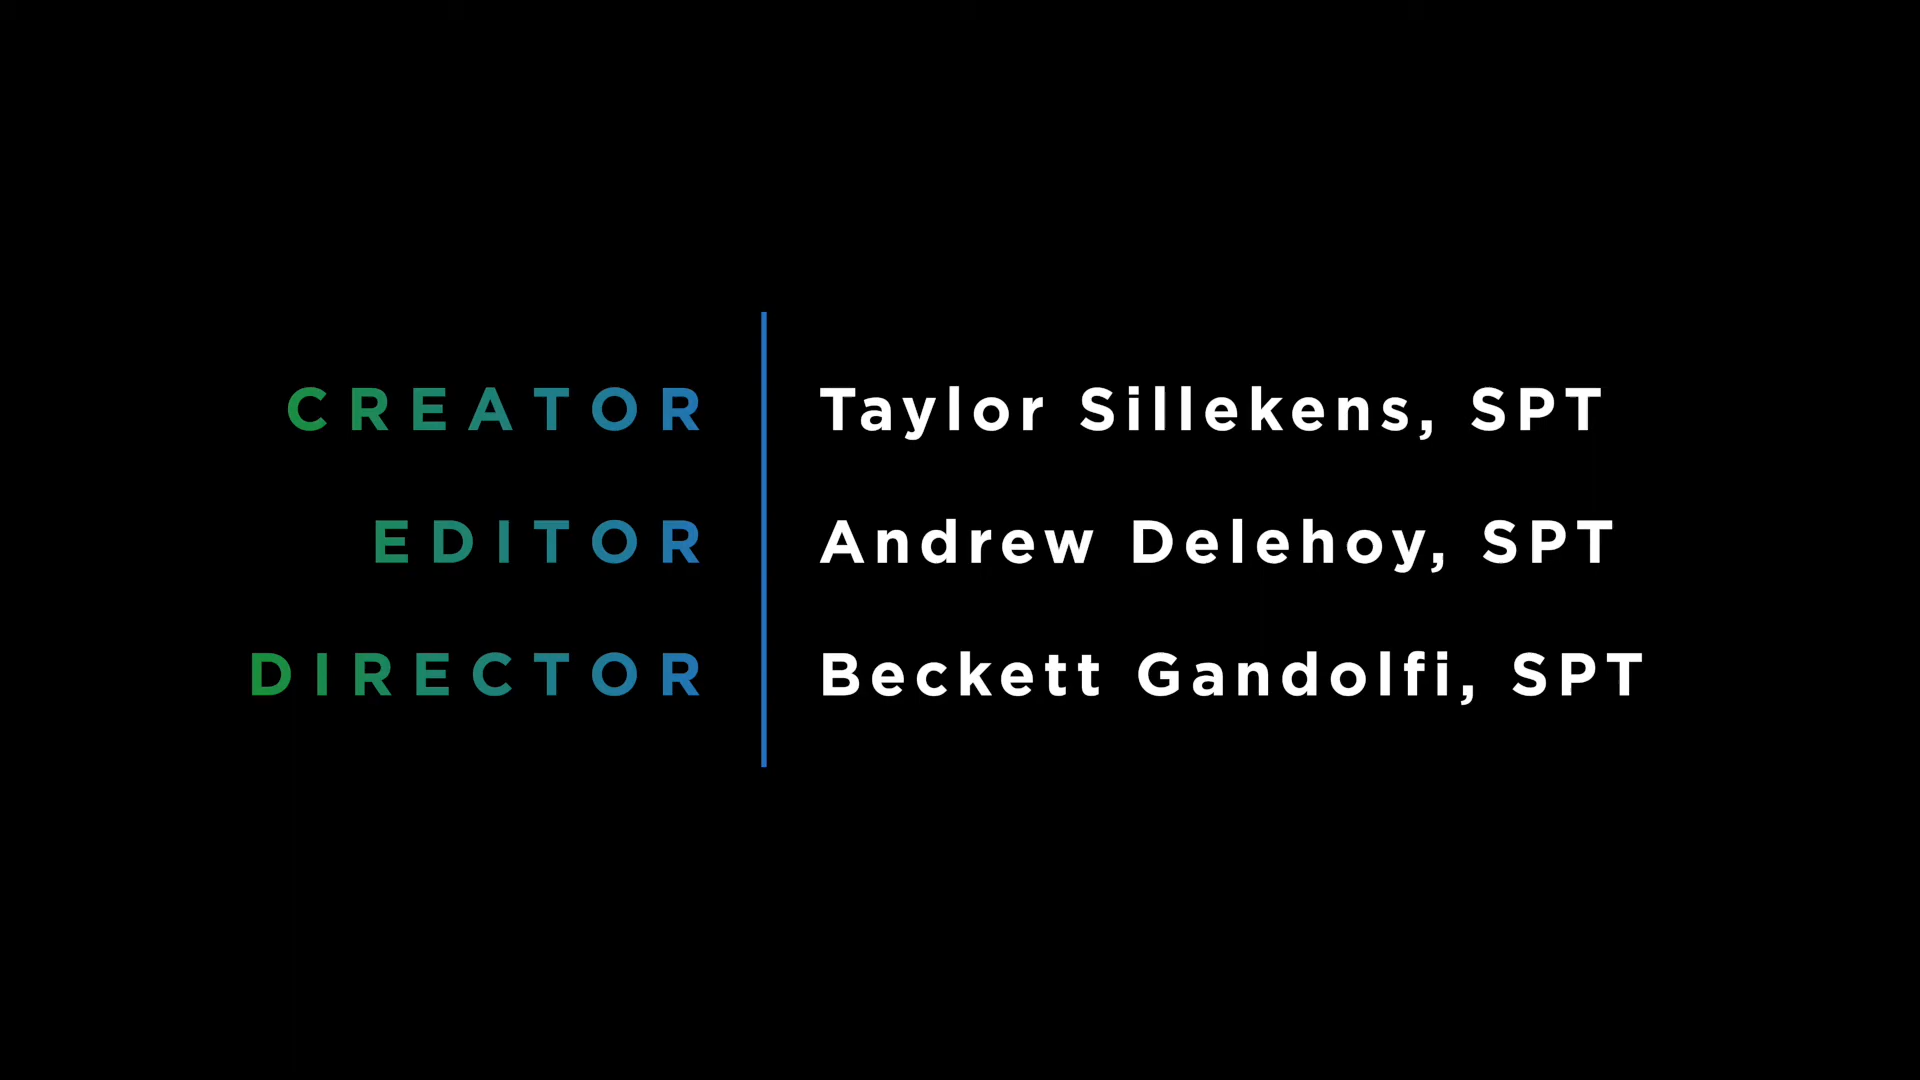 CREATOR Taylor Sillekens, SPT
EDITOR Andrew Delehoy, SPT
DIRECTOR Beckett Gandolfi, SPT